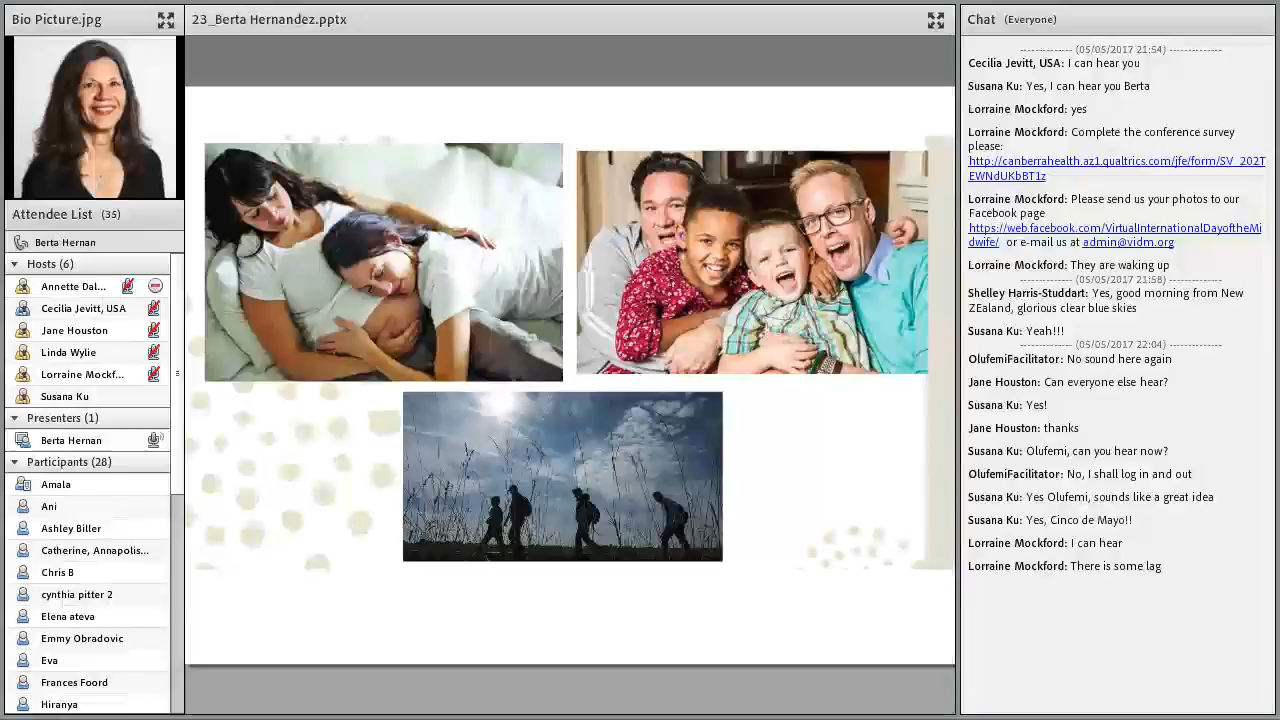 Bio Picture.jpg
Attendee List (35)
Berta Hernan
Hosts (6)
Annette Dal...
Cecilia Jevitt, USA
Jane Houston
Linda Wylie
Lorraine Mockf...
Susana Ku
Presenters (1)
Berta Hernan
Participants (28)
Amala
Ani
Ashley Biller
Catherine, Annapolis...
Chris B
cynthia pitter 2
Elena ateva
Emmy Obradovic
Eva
Frances Foord
Hiranya
23_Berta Hernandez.pptx
Chat (Everyone)
-------------- (05/05/2017 21:54) --------------
Cecilia Jevitt, USA: I can hear you
Susana Ku: Yes, I can hear you Berta
Lorraine Mockford: yes
Lorraine Mockford: Complete the conference survey
please:
http://canberrahealth.az1.qualtrics.com/jfe/form/SV_202T
EWNdUKbBT1z
Lorraine Mockford: Please send us your photos to our
Facebook page
https://web.facebook.com/VirtualInternationalDayoftheMi
dwife/ or e-mail us at admin@vidm.org
Lorraine Mockford: They are waking up
-------------- (05/05/2017 21:58) --------------
Shelley Harris-Studdart: Yes, good morning from New
ZEaland, glorious clear blue skies
Susana Ku: Yeah!!!
-------------- (05/05/2017 22:04) --------------
OlufemiFacilitator: No sound here again
Jane Houston: Can everyone else hear?
Susana Ku: Yes!
Jane Houston: thanks
Susana Ku: Olufemi, can you hear now?
OlufemiFacilitator: No, I shall log in and out
Susana Ku: Yes Olufemi, sounds like a great idea
Susana Ku: Yes, Cinco de Mayo!!
Lorraine Mockford: I can hear
Lorraine Mockford: There is some lag